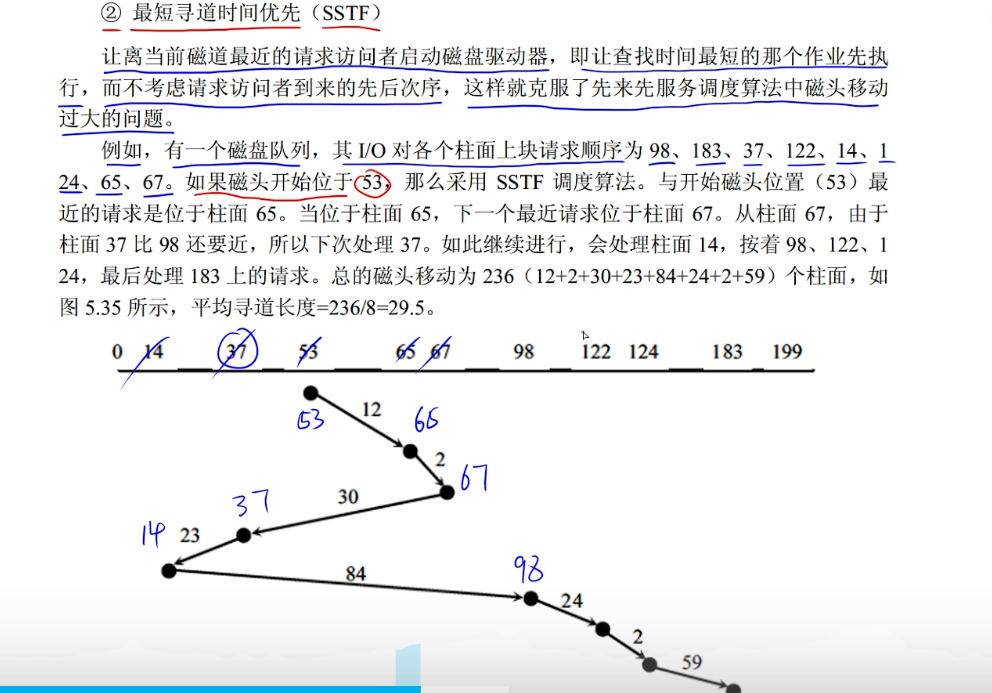 ② 最短寻道时间优先（SSTF）
让离当前磁道最近的请求访问者启动磁盘驱动器，即让查找时间最短的那个作业先执
行，而不考虑请求访问者到来的先后次序，这样就克服了先来先服务调度算法中磁头移动
过大的问题。
例如，有一个磁盘队列，其 I/O 对各个柱面上块请求顺序为 98、183、37、122、14、1
24、65、67。如果磁头开始位于 53，那么采用 SSTF 调度算法。与开始磁头位置（53）最
近的请求是位于柱面 65。当位于柱面 65，下一个最近请求位于柱面 67。从柱面 67，由于
柱面 37 比 98 还要近，所以下次处理 37。如此继续进行，会处理柱面 14，按着 98、122、1
24，最后处理 183 上的请求。总的磁头移动为 236（12+2+30+23+84+24+2+59）个柱面，如
图 5.35 所示，平均寻道长度=236/8=29.5。
0 14 37 53 65 67 98 122 124 183 199
12
53 65
2
67
37 30
14 23
98
84
24
2
59